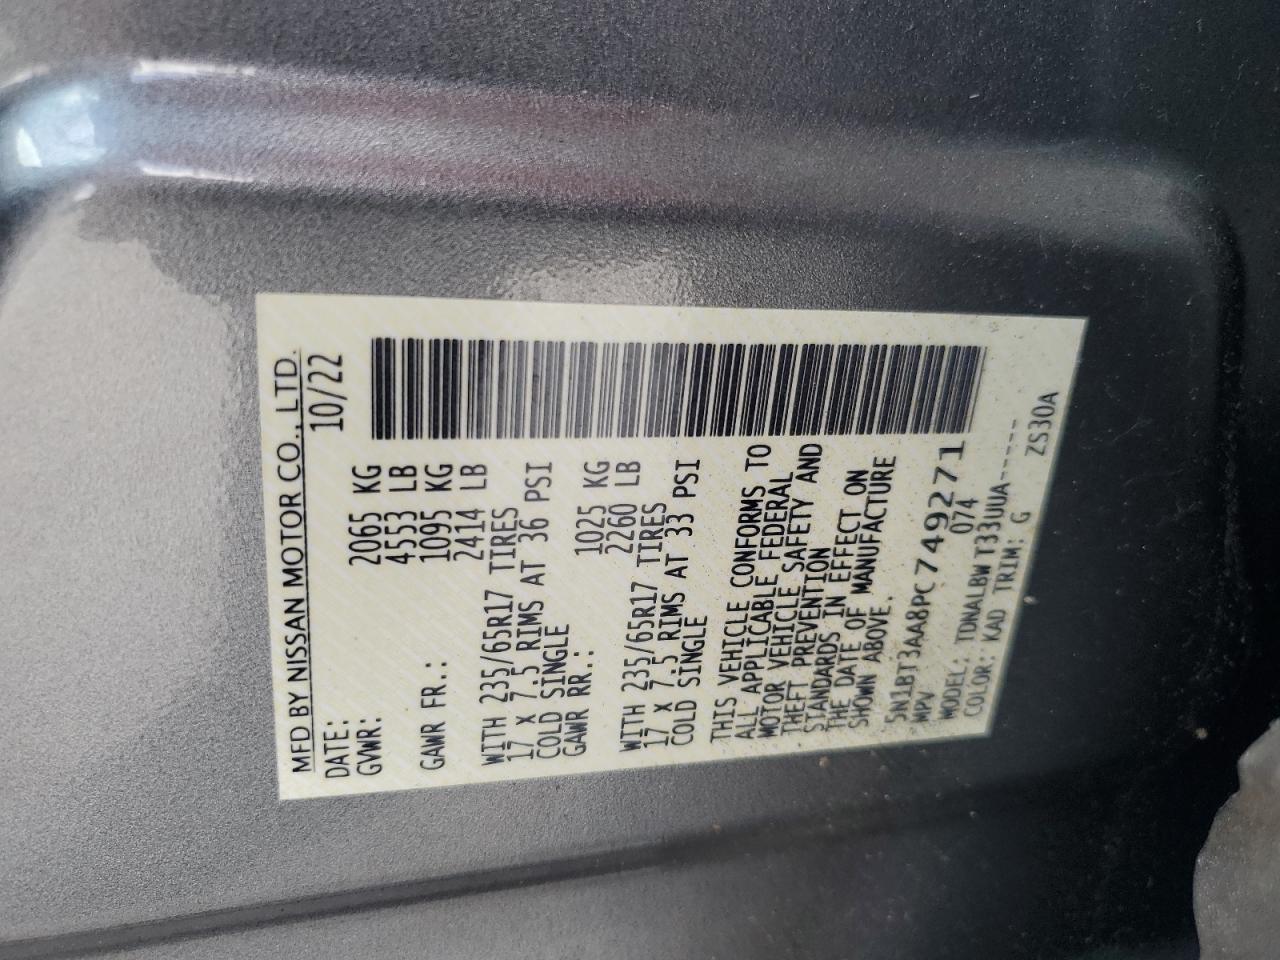 MFD BY NISSAN MOTOR CO., LTD.
DATE: 10/22
GVWR: 2065 KG
4553 LB
GAWR FR.: 1095 KG
2414 LB
WITH 235/65R17 TIRES
17 X 7.5 RIMS AT 36 PSI
COLD SINGLE
GAWR RR.: 1025 KG
2260 LB
WITH 235/65R17 TIRES
17 X 7.5 RIMS AT 33 PSI
COLD SINGLE
THIS VEHICLE CONFORMS TO
ALL APPLICABLE FEDERAL
MOTOR VEHICLE SAFETY AND
THEFT PREVENTION
STANDARDS IN EFFECT ON
THE DATE OF MANUFACTURE
SHOWN ABOVE.
5N1BT3AA8PC749271
MPV 074
MODEL: TUNALBW T33UUA------
COLOR: KAD TRIM: G ZS30A